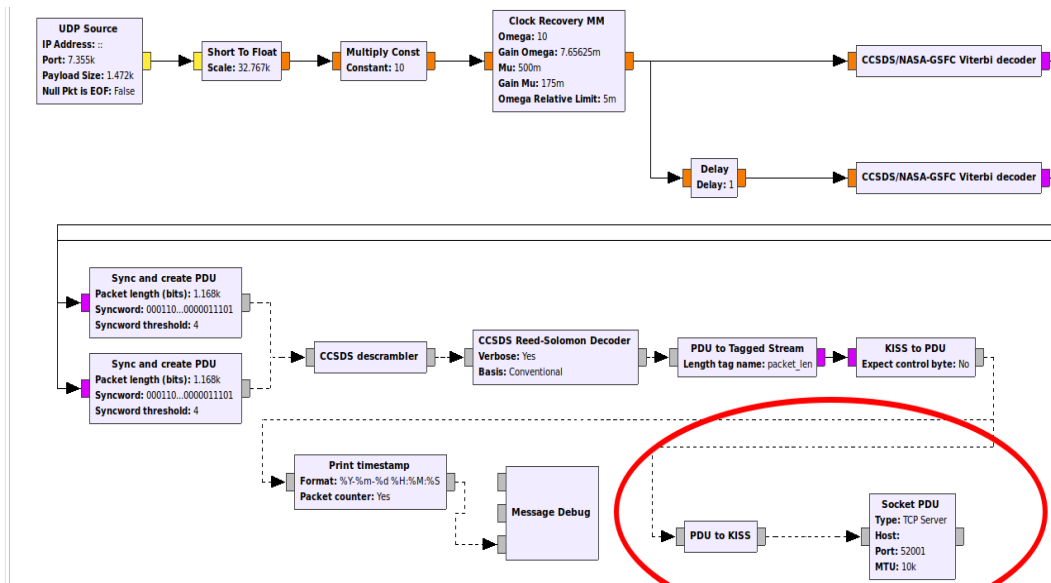 UDP Source
IP Address: ::
Port: 7.355k
Payload Size: 1.472k
Null Pkt is EOF: False
Short To Float
Scale: 32.767k
Multiply Const
Constant: 10
Clock Recovery MM
Omega: 10
Gain Omega: 7.65625m
Mu: 500m
Gain Mu: 175m
Omega Relative Limit: 5m
CCSDS/NASA-GSFC Viterbi decoder
Delay
Delay: 1
CCSDS/NASA-GSFC Viterbi decoder
Sync and create PDU
Packet length (bits): 1.168k
Syncword: 000110...0000011101
Syncword threshold: 4
Sync and create PDU
Packet length (bits): 1.168k
Syncword: 000110...0000011101
Syncword threshold: 4
CCSDS descrambler
CCSDS Reed-Solomon Decoder
Verbose: Yes
Basis: Conventional
PDU to Tagged Stream
Length tag name: packet_len
KISS to PDU
Expect control byte: No
Print timestamp
Format: %Y-%m-%d %H:%M:%S
Packet counter: Yes
Message Debug
PDU to KISS
Socket PDU
Type: TCP Server
Host:
Port: 52001
MTU: 10k